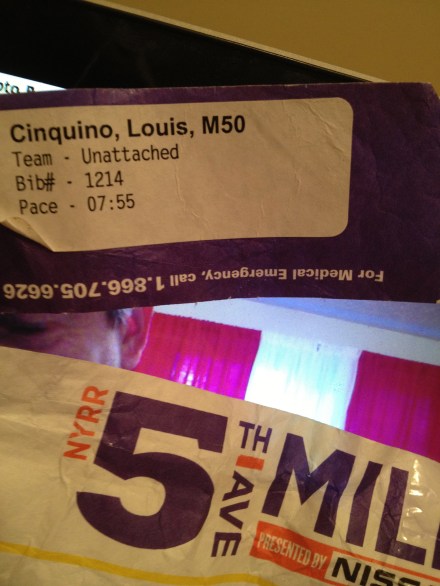 Cinquino, Louis, M50
Team - Unattached
Bib# - 1214
Pace - 07:55
For Medical Emergency, call 1.866.705.6626
NYRR
5
TH
AVE
MIL
PRESENTED BY NISS